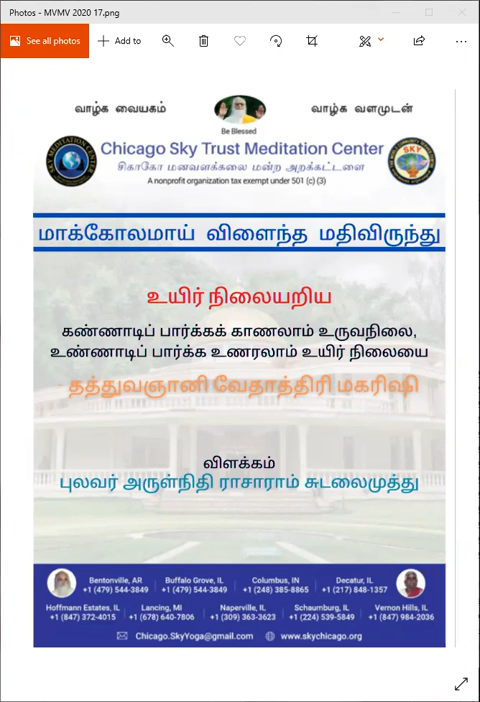 Photos - MVMV 2020 17.png
See all photos
Add to
வாழ்க வையகம்
வாழ்க வளமுடன்
Be Blessed
Chicago Sky Trust Meditation Center
சிகாகோ மனவளக்கலை மன்ற அறக்கட்டளை
A nonprofit organization tax exempt under 501 (c) (3)
SKY
மாக்கோலமாய் விளைந்த மதிவிருந்து
உயிர் நிலையறிய
கண்ணாடிப் பார்க்கக் காணலாம் உருவநிலை,
உண்ணாடிப் பார்க்க உணரலாம் உயிர் நிலையை
தத்துவஞானி வேதாத்திரி மகரிஷி
விளக்கம்
புலவர் அருள்நிதி ராசாராம் சுடலைமுத்து
Bentonville, AR
+1 (479) 544-3849
Buffalo Grove, IL
+1 (479) 544-3849
Columbus, IN
+1 (248) 385-8865
Decatur, IL
+1 (217) 848-1357
Hoffmann Estates, IL
+1 (847) 372-4015
Lancing, MI
+1 (678) 640-7806
Naperville, IL
+1 (309) 363-3623
Schaumburg, IL
+1 (224) 539-5849
Vernon Hills, IL
+1 (847) 984-2036
Chicago.SkyYoga@gmail.com
www.skychicago.org